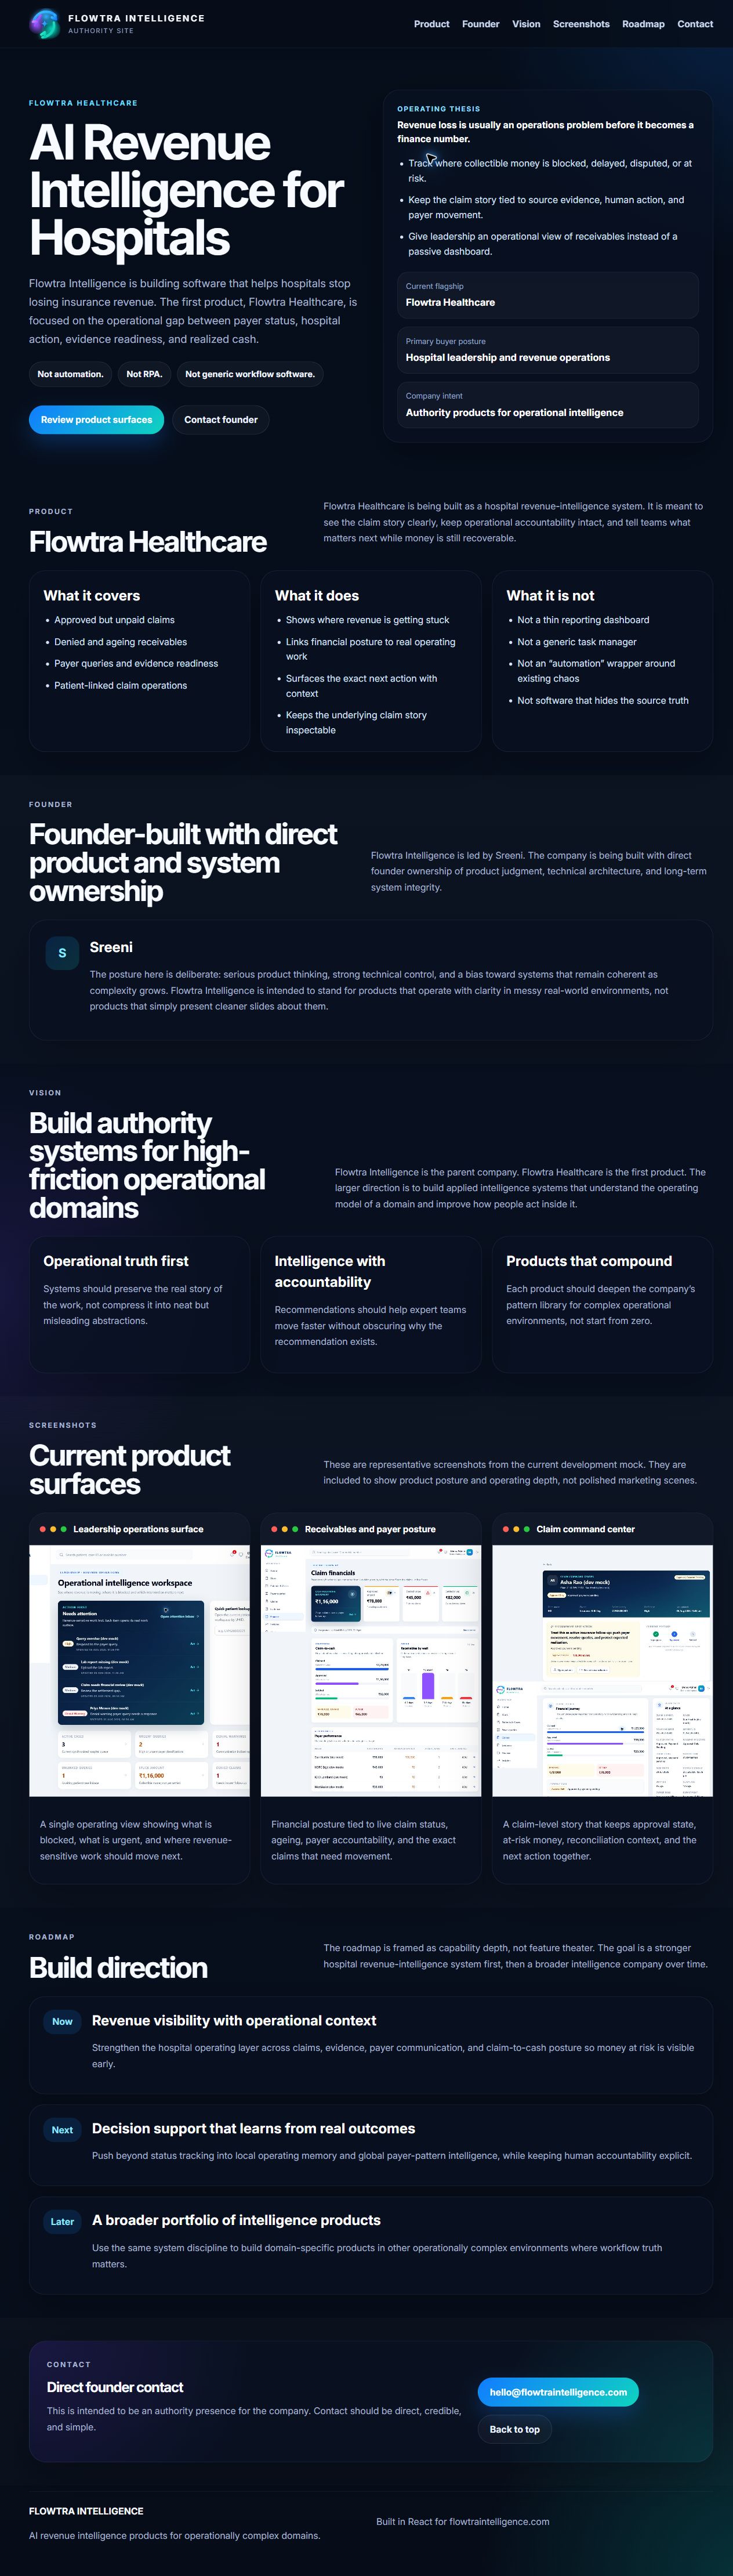 FLOWTRA INTELLIGENCE
AUTHORITY SITE
Product Founder Vision Screenshots Roadmap Contact
FLOWTRA HEALTHCARE
AI Revenue
Intelligence for
Hospitals
Flowtra Intelligence is building software that helps hospitals stop
losing insurance revenue. The first product, Flowtra Healthcare, is
focused on the operational gap between payer status, hospital
action, evidence readiness, and realized cash.
Not automation.
Not RPA.
Not generic workflow software.
Review product surfaces
Contact founder
OPERATING THESIS
Revenue loss is usually an operations problem before it becomes a
finance number.
• Track where collectible money is blocked, delayed, disputed, or at
risk.
• Keep the claim story tied to source evidence, human action, and
payer movement.
• Give leadership an operational view of receivables instead of a
passive dashboard.
Current flagship
Flowtra Healthcare
Primary buyer posture
Hospital leadership and revenue operations
Company intent
Authority products for operational intelligence
PRODUCT
Flowtra Healthcare
Flowtra Healthcare is being built as a hospital revenue-intelligence system. It is meant to
see the claim story clearly, keep operational accountability intact, and tell teams what
matters next while money is still recoverable.
What it covers
• Approved but unpaid claims
• Denied and ageing receivables
• Payer queries and evidence readiness
• Patient-linked claim operations
What it does
• Shows where revenue is getting stuck
• Links financial posture to real operating
work
• Surfaces the exact next action with
context
• Keeps the underlying claim story
inspectable
What it is not
• Not a thin reporting dashboard
• Not a generic task manager
• Not an “automation” wrapper around
existing chaos
• Not software that hides the source truth
FOUNDER
Founder-built with direct
product and system
ownership
Flowtra Intelligence is led by Sreeni. The company is being built with direct
founder ownership of product judgment, technical architecture, and long-term
system integrity.
S
Sreeni
The posture here is deliberate: serious product thinking, strong technical control, and a bias toward systems that remain coherent as
complexity grows. Flowtra Intelligence is intended to stand for products that operate with clarity in messy real-world environments, not
products that simply present cleaner slides about them.
VISION
Build authority
systems for high-
friction operational
domains
Flowtra Intelligence is the parent company. Flowtra Healthcare is the first product. The
larger direction is to build applied intelligence systems that understand the operating
model of a domain and improve how people act inside it.
Operational truth first
Systems should preserve the real story of
the work, not compress it into neat but
misleading abstractions.
Intelligence with
accountability
Recommendations should help expert teams
move faster without obscuring why the
recommendation exists.
Products that compound
Each product should deepen the company’s
pattern library for complex operational
environments, not start from zero.
SCREENSHOTS
Current product
surfaces
These are representative screenshots from the current development mock. They are
included to show product posture and operating depth, not polished marketing scenes.
Leadership operations surface
Operational intelligence workspace
Needs attention
3
2
1
1
₹1,16,000
1
A single operating view showing what is
blocked, what is urgent, and where revenue-
sensitive work should move next.
Receivables and payer posture
FLOWTRA
Claim financials
₹1,16,000
Financial posture tied to live claim status,
ageing, payer accountability, and the exact
claims that need movement.
Claim command center
Asha Rao (dev mock)
FLOWTRA
A claim-level story that keeps approval state,
at-risk money, reconciliation context, and the
next action together.
ROADMAP
Build direction
The roadmap is framed as capability depth, not feature theater. The goal is a stronger
hospital revenue-intelligence system first, then a broader intelligence company over time.
Now
Revenue visibility with operational context
Strengthen the hospital operating layer across claims, evidence, payer communication, and claim-to-cash posture so money at risk is visible
early.
Next
Decision support that learns from real outcomes
Push beyond status tracking into local operating memory and global payer-pattern intelligence, while keeping human accountability explicit.
Later
A broader portfolio of intelligence products
Use the same system discipline to build domain-specific products in other operationally complex environments where workflow truth
matters.
CONTACT
Direct founder contact
This is intended to be an authority presence for the company. Contact should be direct, credible,
and simple.
hello@flowtraintelligence.com
Back to top
FLOWTRA INTELLIGENCE
AI revenue intelligence products for operationally complex domains.
Built in React for flowtraintelligence.com